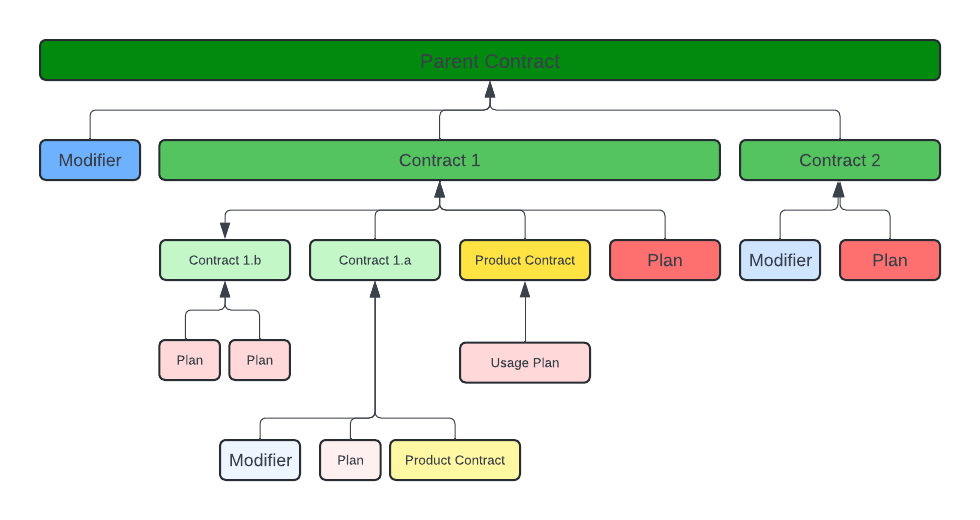 Parent Contract
Modifier
Contract 1
Contract 2
Contract 1.b
Contract 1.a
Product Contract
Plan
Modifier
Plan
Plan
Plan
Usage Plan
Modifier
Plan
Product Contract